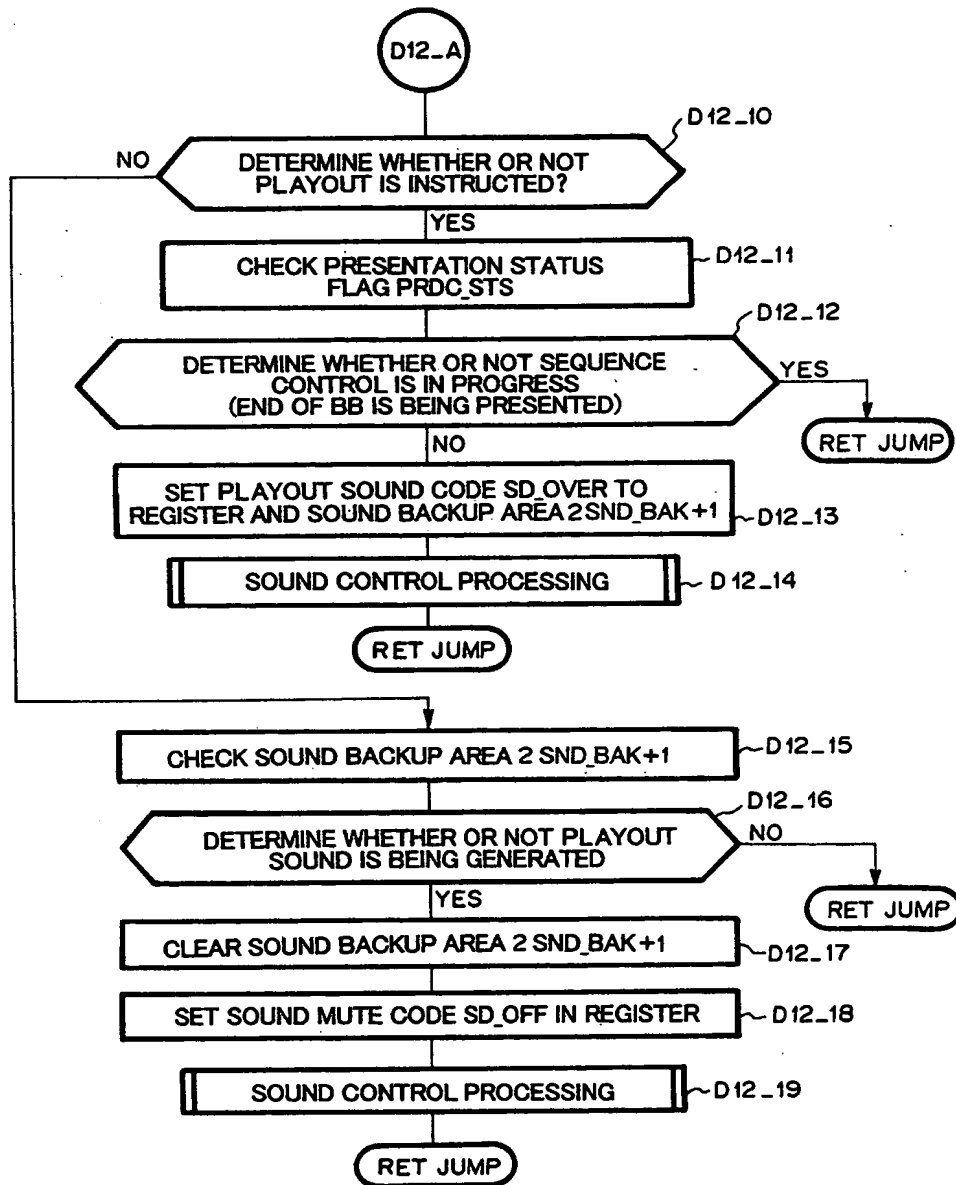 D12_A
D12_10
NO
DETERMINE WHETHER OR NOT
PLAYOUT IS INSTRUCTED?
YES
D12_11
CHECK PRESENTATION STATUS
FLAG PRDC_STS
D12_12
DETERMINE WHETHER OR NOT SEQUENCE
CONTROL IS IN PROGRESS
(END OF BB IS BEING PRESENTED)
YES
RET JUMP
NO
SET PLAYOUT SOUND CODE SD_OVER TO
REGISTER AND SOUND BACKUP AREA 2 SND_BAK+1
D12_13
SOUND CONTROL PROCESSING
D12_14
RET JUMP
CHECK SOUND BACKUP AREA 2 SND_BAK+1
D12_15
D12_16
DETERMINE WHETHER OR NOT PLAYOUT
SOUND IS BEING GENERATED
NO
RET JUMP
YES
CLEAR SOUND BACKUP AREA 2 SND_BAK+1
D12_17
SET SOUND MUTE CODE SD_OFF IN REGISTER
D12_18
SOUND CONTROL PROCESSING
D12_19
RET JUMP